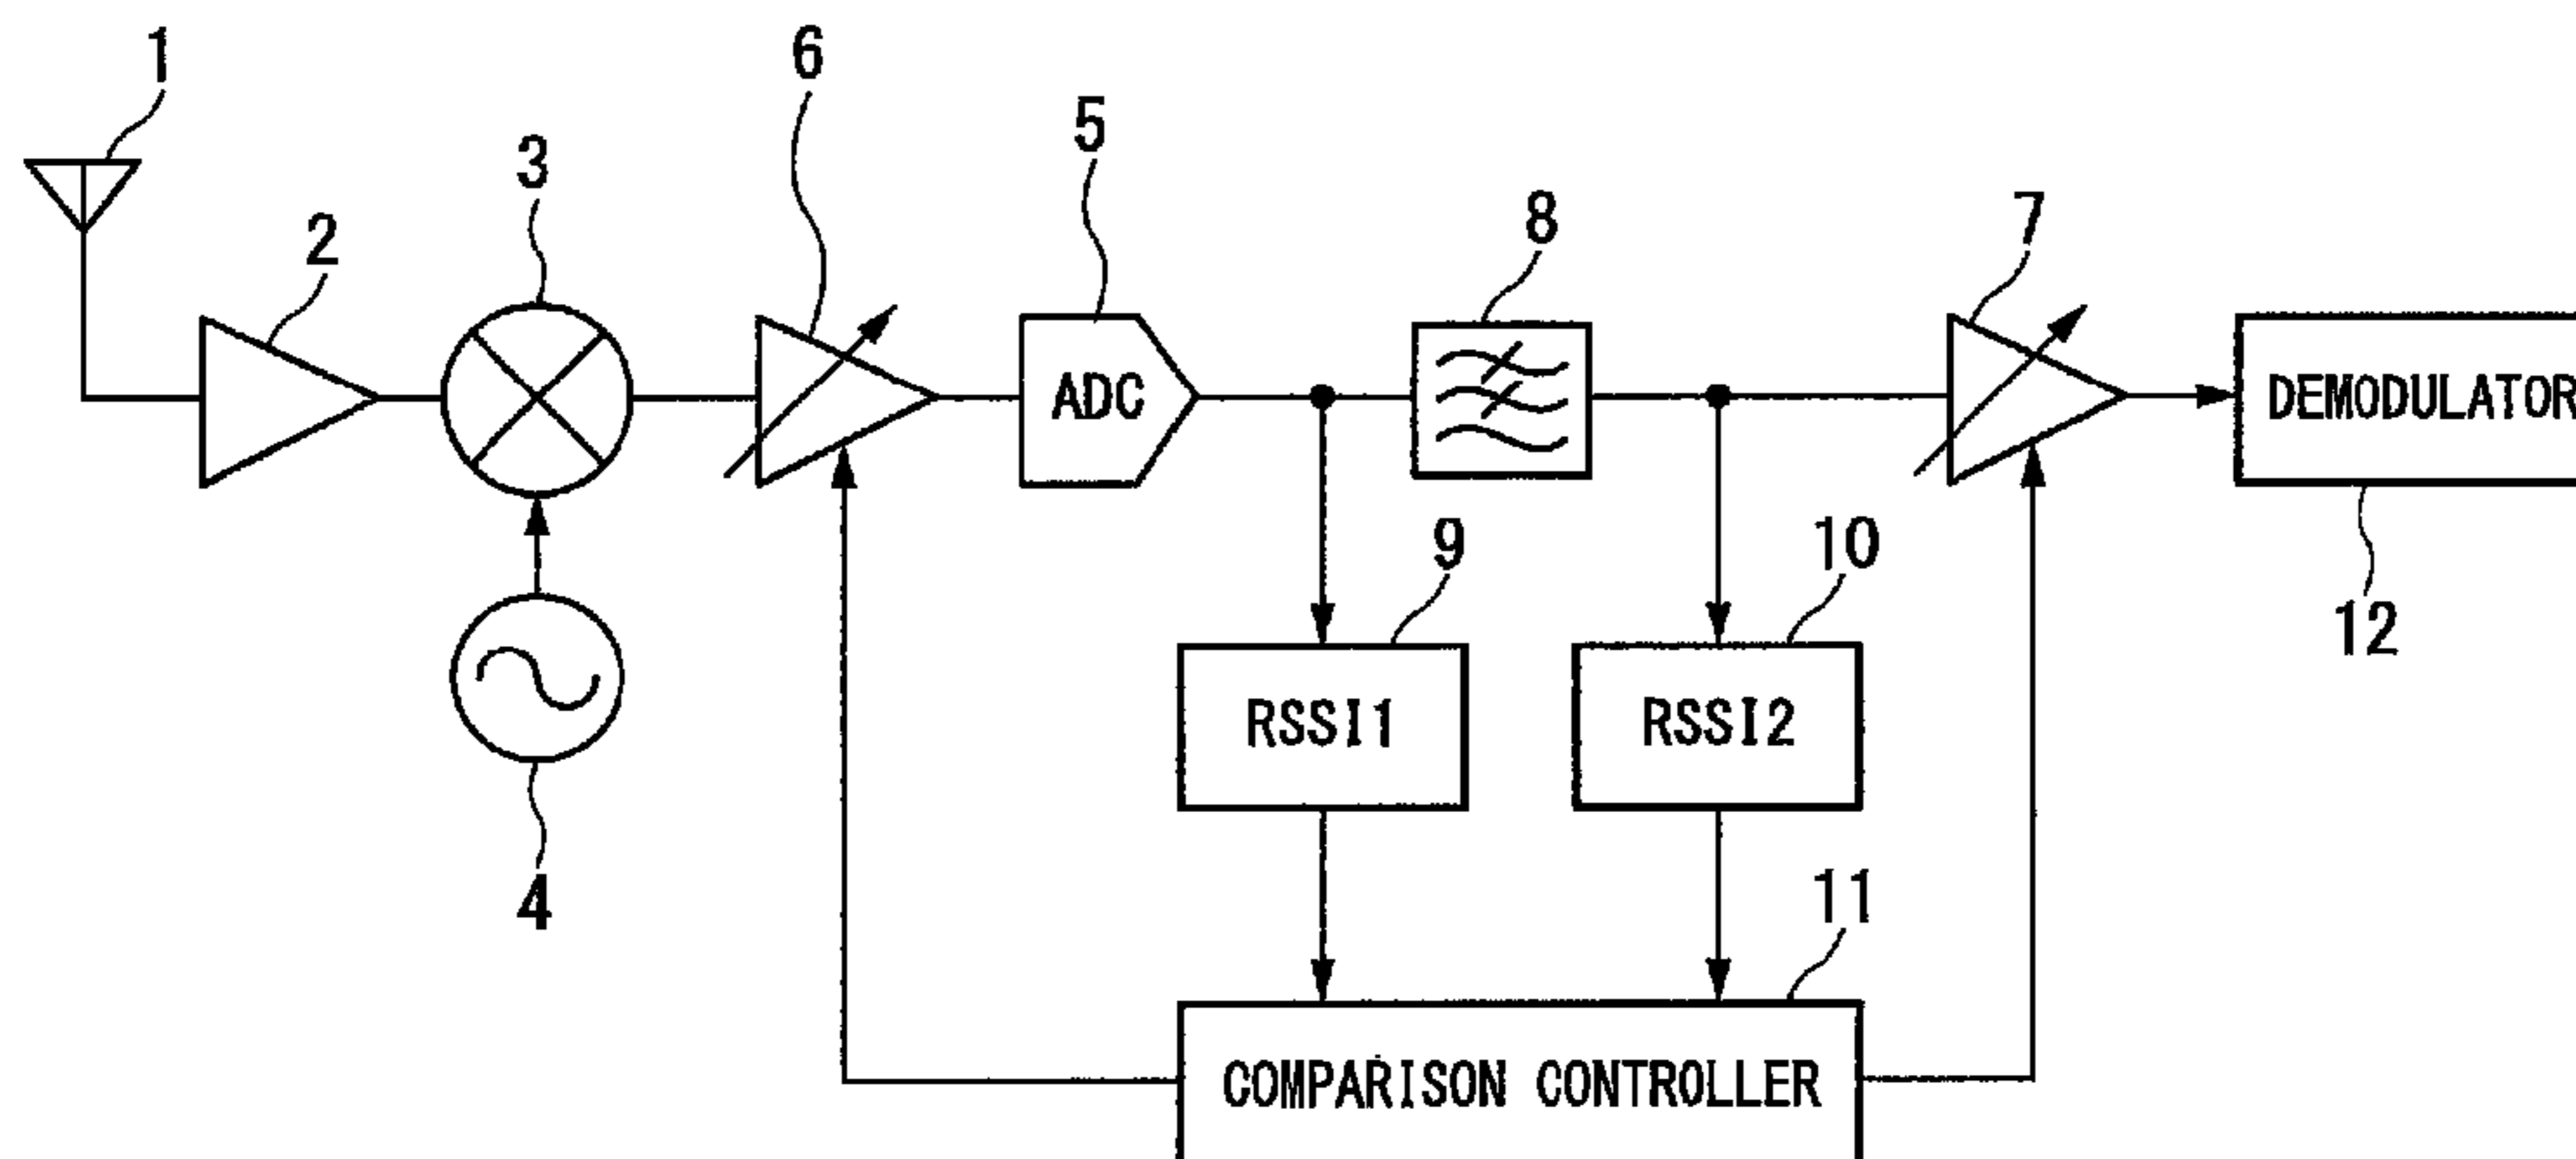 1
6
5
3
8
7
2
ADC
DEMODULATOR
9
10
12
RSSI1
RSSI2
4
11
COMPARISON CONTROLLER